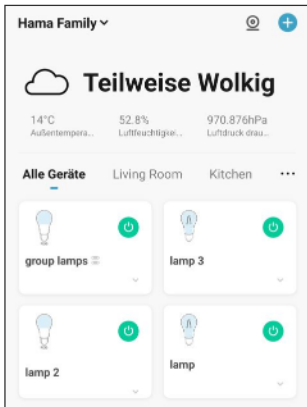 Hama Family
Teilweise Wolkig
14°C 52.8% 970.876hPa
Außentempera... Luftfeuchtigkei... Luftdruck drau...
Alle Geräte Living Room Kitchen ...
group lamps lamp 3
lamp 2 lamp